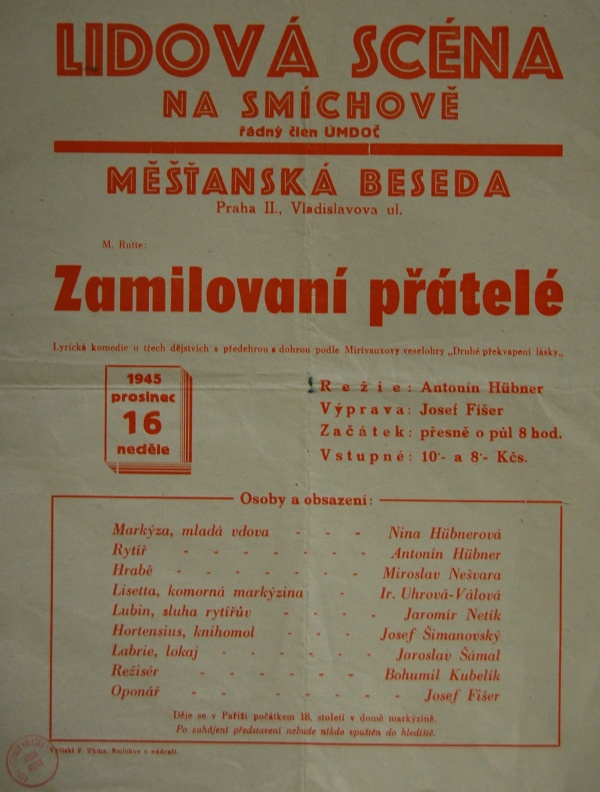 LIDOVÁ SCÉNA
NA SMÍCHOVĚ
řádný člen ÚMDOČ
MĚŠŤANSKÁ BESEDA
Praha II., Vladislavova ul.
M. Rutte:
Zamilovaní přátelé
Lyrická komedie o třech dějstvích s předehrou a dohrou podle Mirivauxovy veselohry „Druhé překvapení lásky„
1945
prosinec
16
neděle
Režie: Antonín Hübner
Výprava: Josef Fišer
Začátek: přesně o půl 8 hod.
Vstupné: 10·- a 8·- Kčs.
Osoby a obsazení:
Markýza, mladá vdova - - - Nina Hübnerová
Rytíř - - - - - - - Antonín Hübner
Hrabě - - - - - - - Miroslav Nešvara
Lisetta, komorná markýzina - Ir. Uhrová-Válová
Lubin, sluha rytířův - - - - Jaromír Netík
Hortensius, knihomol - - - - Josef Šimanovský
Labrie, lokaj - - - - - - Jaroslav Šámal
Režisér - - - - - - Bohumil Kubelík
Oponář - - - - - - - Josef Fišer
Děje se v Paříži počátkem 18. století v domě markýzině.
Po zahájení představení nebude nikdo vpuštěn do hlediště.
Vytiskl F. Tůma, Smíchov u nádraží.